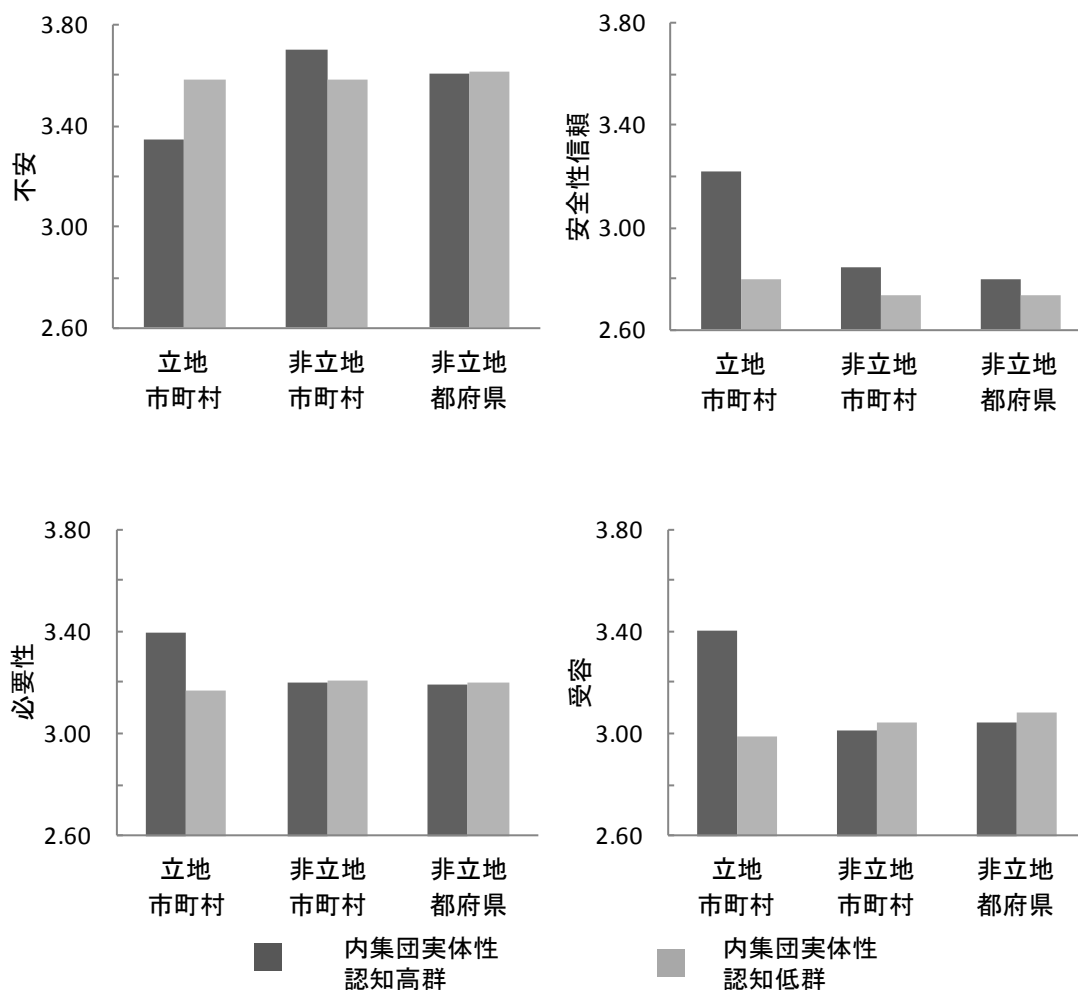 3.80
3.40
3.00
2.60
不安
立地
市町村
非立地
市町村
非立地
都府県
3.80
3.40
3.00
2.60
安全性信頼
立地
市町村
非立地
市町村
非立地
都府県
3.80
3.40
3.00
2.60
必要性
立地
市町村
非立地
市町村
非立地
都府県
3.80
3.40
3.00
2.60
受容
立地
市町村
非立地
市町村
非立地
都府県
内集団実体性
認知高群
内集団実体性
認知低群